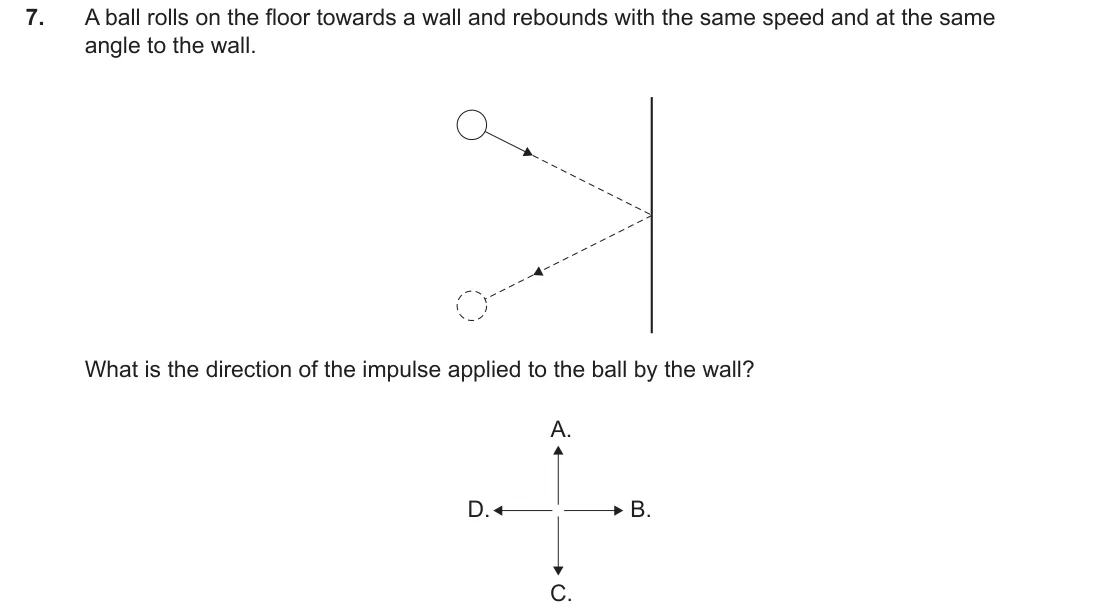 7. A ball rolls on the floor towards a wall and rebounds with the same speed and at the same
angle to the wall.
What is the direction of the impulse applied to the ball by the wall?
A.
D. B.
C.